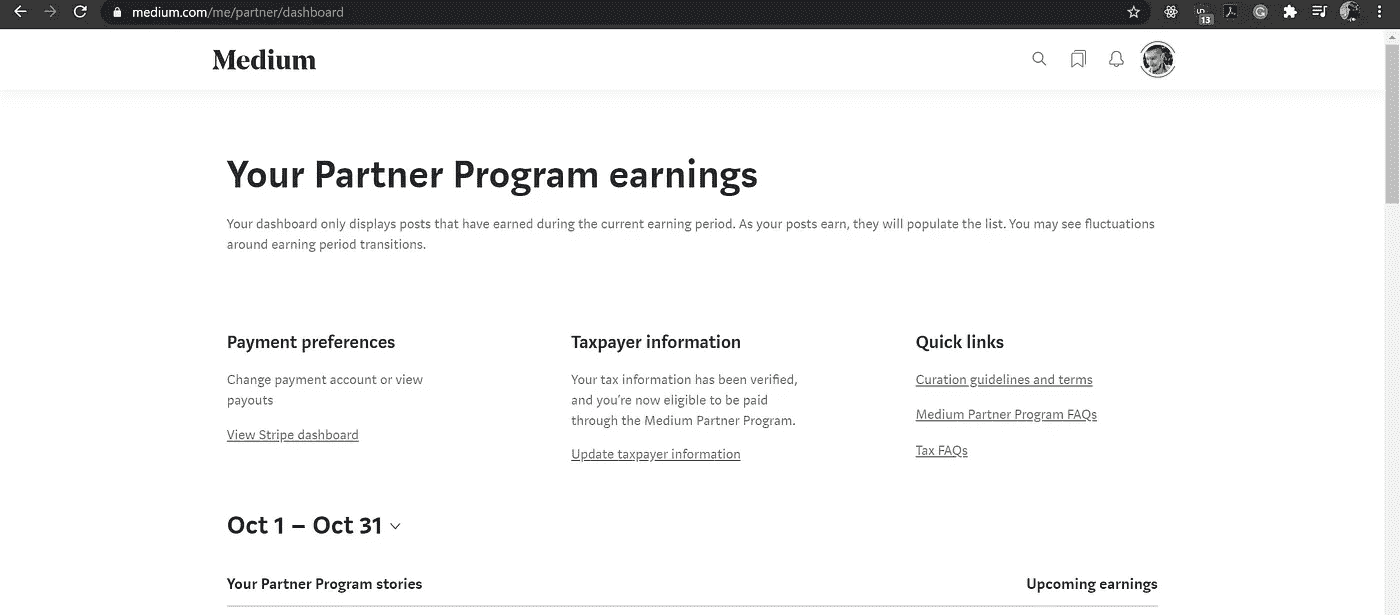 medium.com/me/partner/dashboard
13
Medium
Your Partner Program earnings
Your dashboard only displays posts that have earned during the current earning period. As your posts earn, they will populate the list. You may see fluctuations
around earning period transitions.
Payment preferences
Change payment account or view
payouts
View Stripe dashboard
Taxpayer information
Your tax information has been verified,
and you're now eligible to be paid
through the Medium Partner Program.
Update taxpayer information
Quick links
Curation guidelines and terms
Medium Partner Program FAQs
Tax FAQs
Oct 1 – Oct 31
Your Partner Program stories
Upcoming earnings